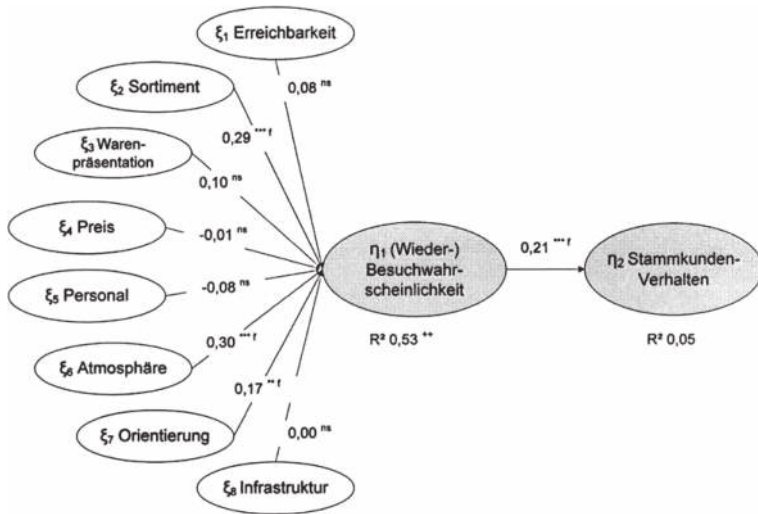 ξ₁ Erreichbarkeit
0,08 ⁿˢ
ξ₂ Sortiment
0,29 *** f
ξ₃ Waren-
präsentation
0,10 ⁿˢ
ξ₄ Preis
-0,01 ⁿˢ
ξ₅ Personal
-0,08 ⁿˢ
ξ₆ Atmosphäre
0,30 *** f
ξ₇ Orientierung
0,17 ** f
ξ₈ Infrastruktur
0,00 ⁿˢ
η₁ (Wieder-)
Besuchwahr-
scheinlichkeit
R² 0,53 ⁺⁺
0,21 *** f
η₂ Stammkunden-
Verhalten
R² 0,05